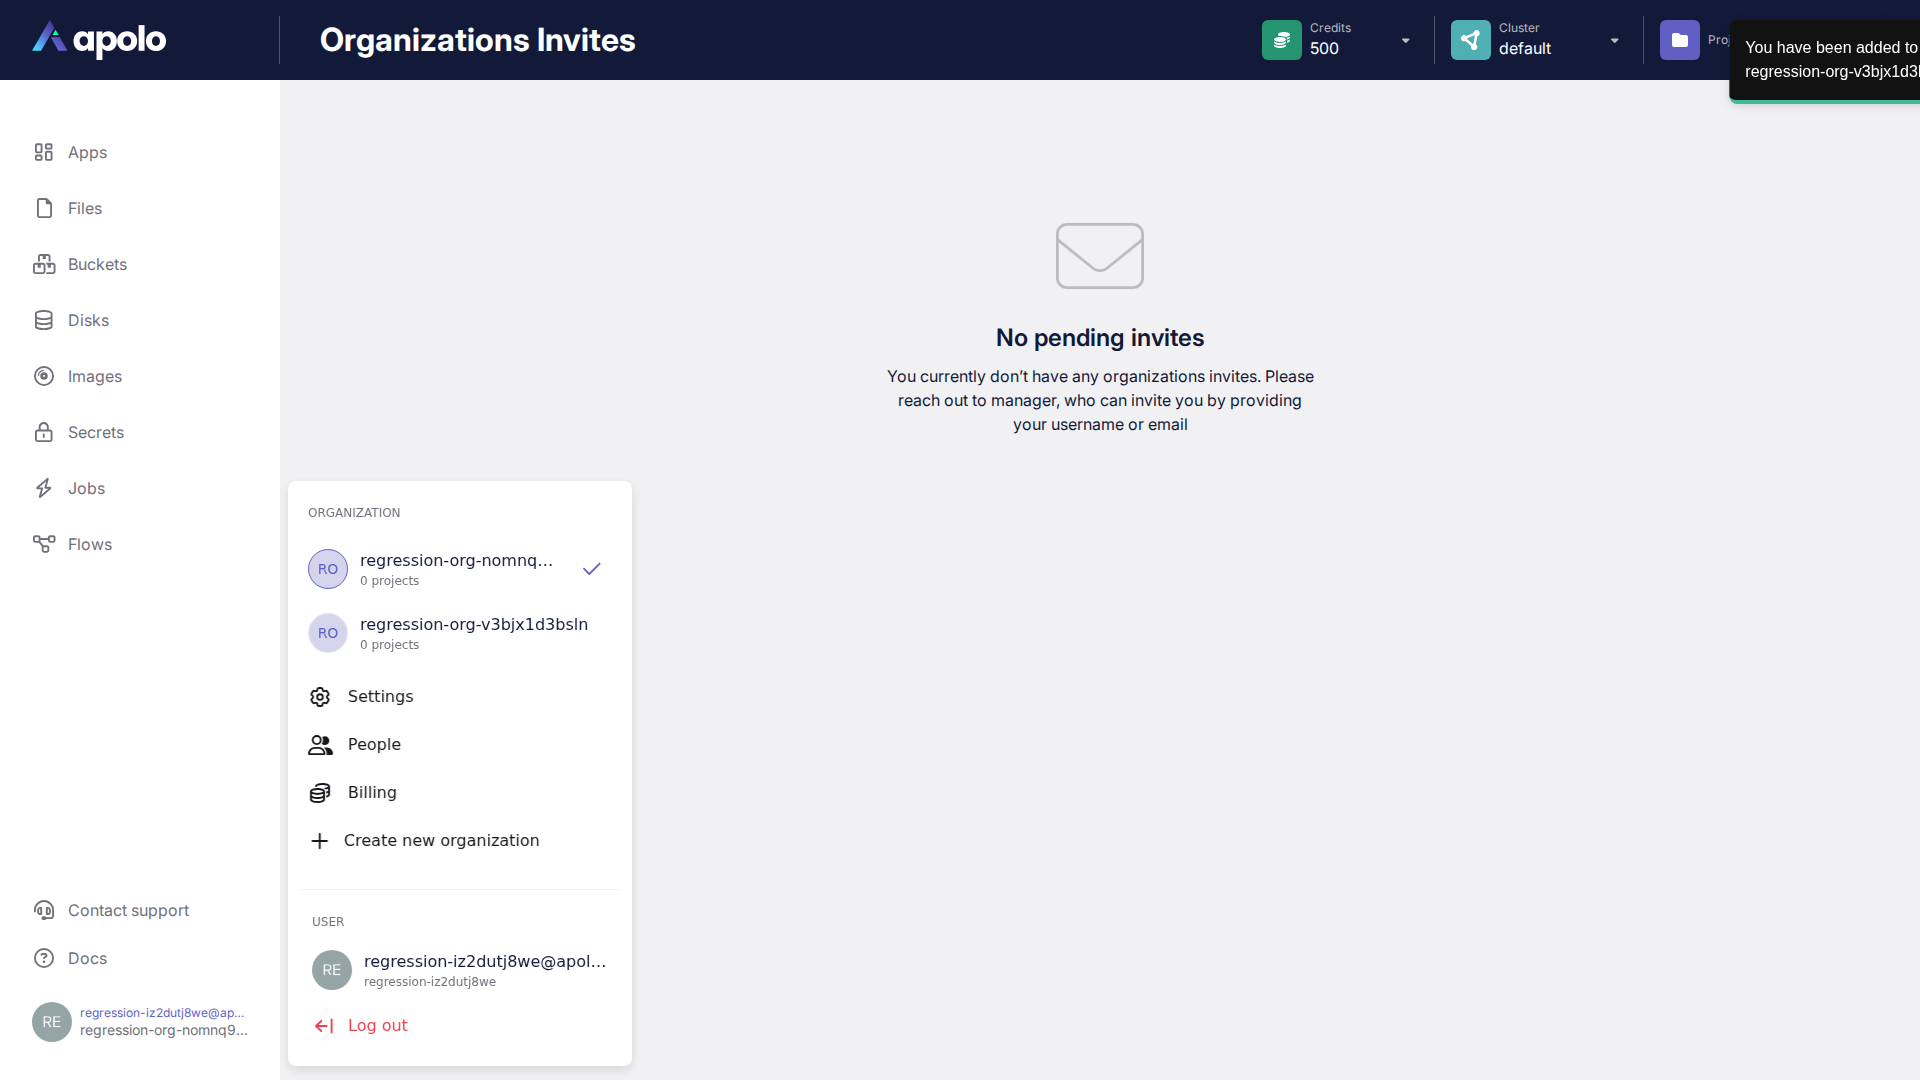 apolo
Organizations Invites
Credits
500
Cluster
default
You have been added to
regression-org-v3bjx1d3
Apps
Files
Buckets
Disks
Images
Secrets
Jobs
Flows
No pending invites
You currently don’t have any organizations invites. Please
reach out to manager, who can invite you by providing
your username or email
ORGANIZATION
RO
regression-org-nomnq...
0 projects
RO
regression-org-v3bjx1d3bsln
0 projects
Settings
People
Billing
Create new organization
USER
RE
regression-iz2dutj8we@apol...
regression-iz2dutj8we
Log out
Contact support
Docs
RE
regression-iz2dutj8we@ap...
regression-org-nomnq9...